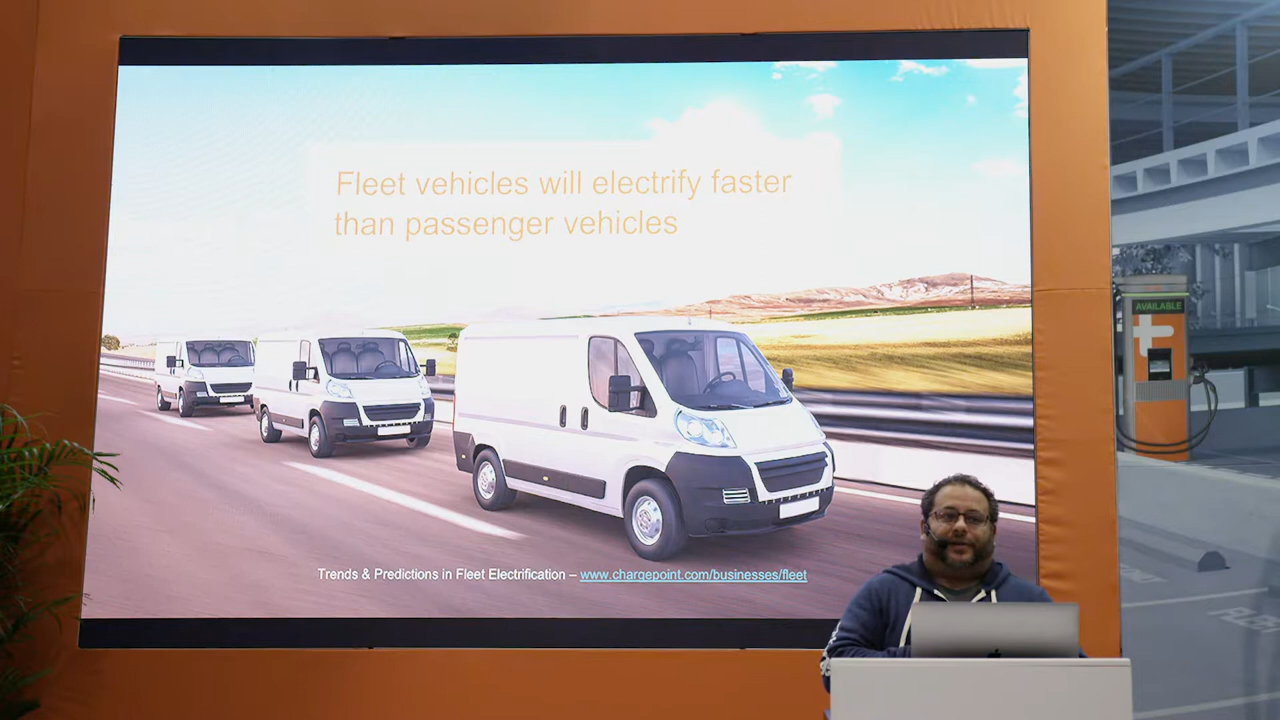 Fleet vehicles will electrify faster
than passenger vehicles
AVAILABLE
Trends & Predictions in Fleet Electrification – www.chargepoint.com/businesses/fleet